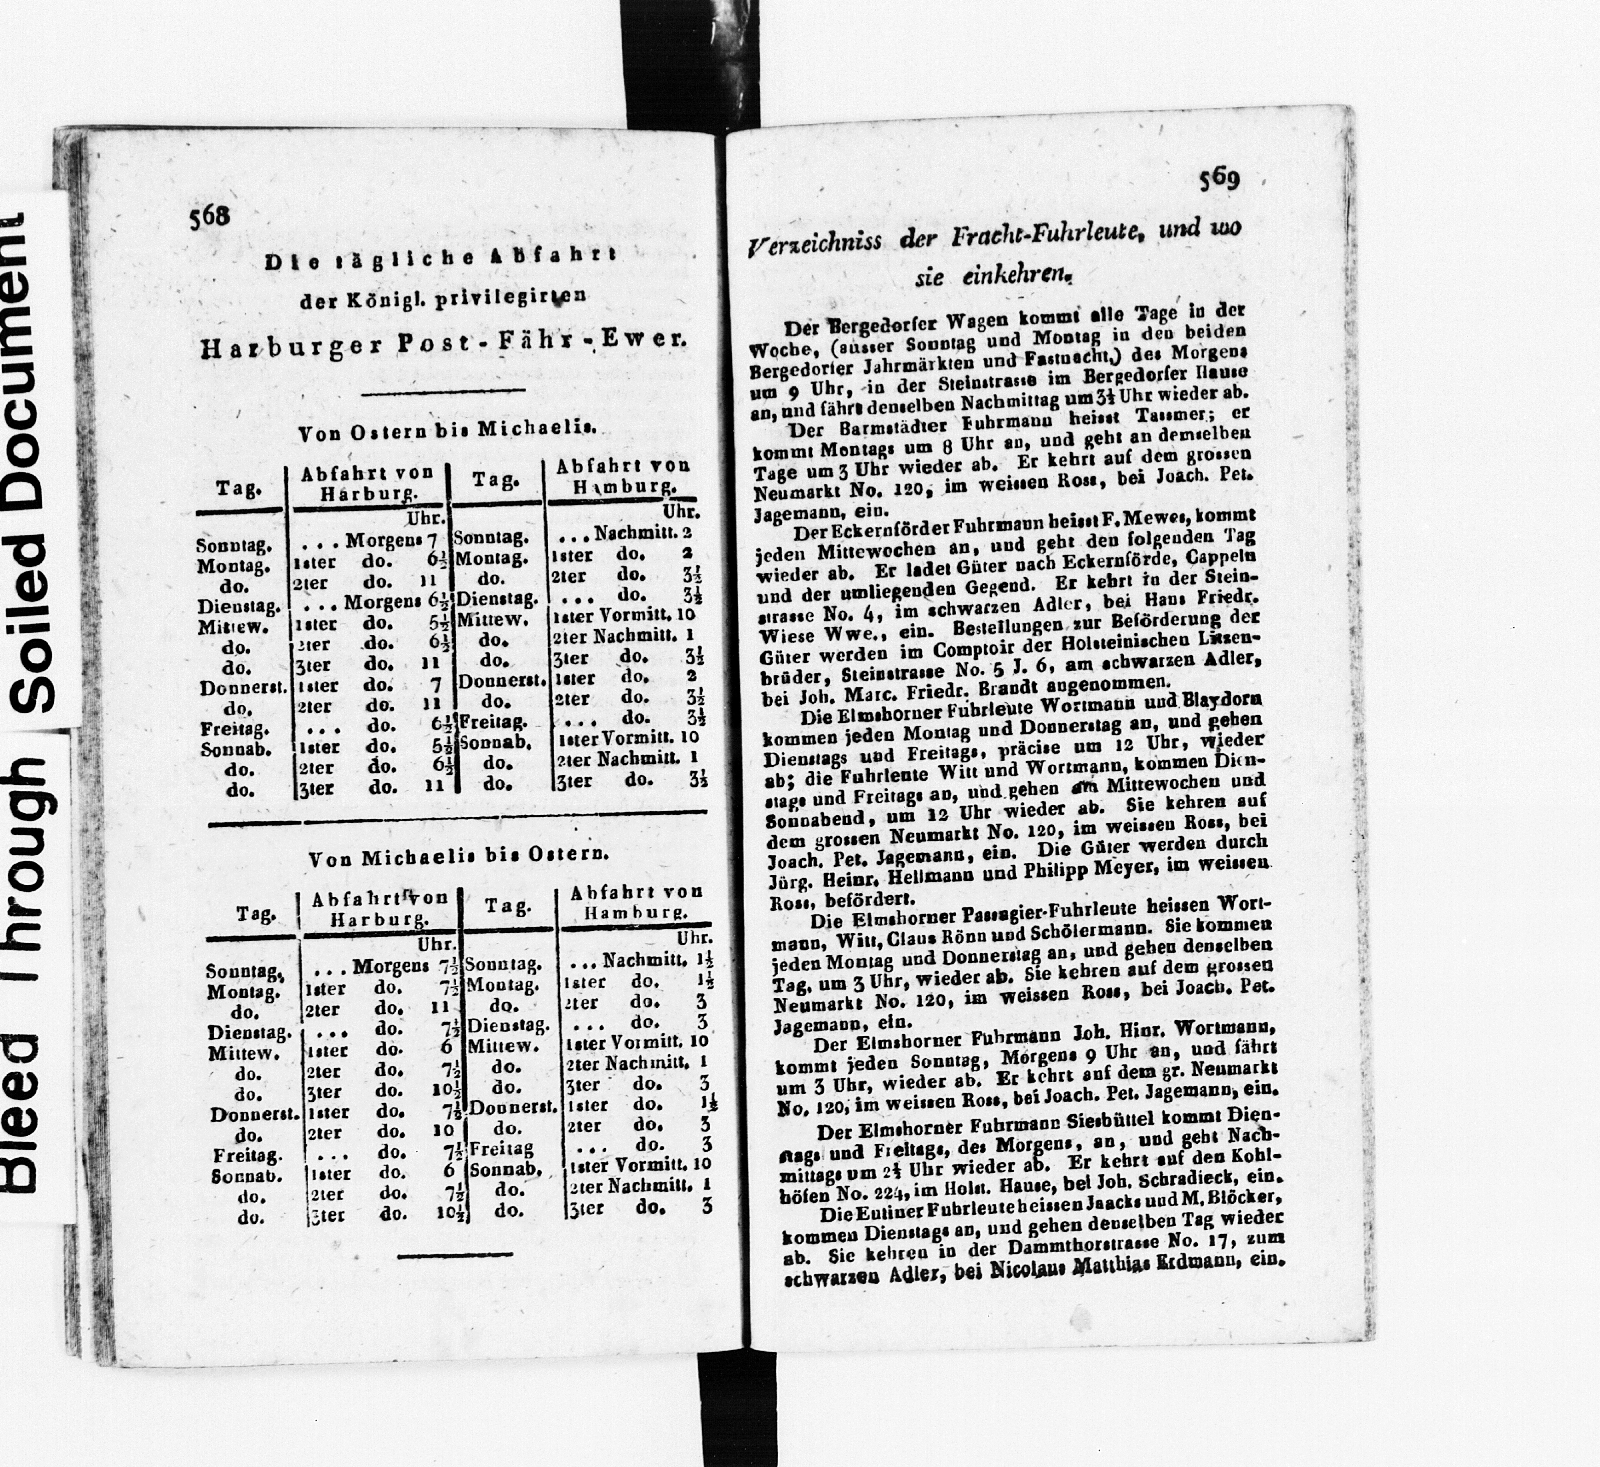 Bleed Through
Soiled Document
568
Die tägliche Abfahrt
der Königl. privilegirten
Harburger Post-Fähr-Ewer.
Von Ostern bis Michaelis.
Tag. Abfahrt von Harburg. Tag. Abfahrt von Hamburg.
Uhr. Uhr.
Sonntag. ... Morgens 7 Sonntag. ... Nachmitt. 2
Montag. 1ster do. 6½ Montag. 1ster do. 2
do. 2ter do. 11 do. 2ter do. 3½
Dienstag. ... Morgens 6½ Dienstag. ... do. 3½
Mittew. 1ster do. 5½ Mittew. 1ster Vormitt. 10
do. 2ter do. 6½ do. 2ter Nachmitt. 1
do. 3ter do. 11 do. 3ter do. 3½
Donnerst. 1ster do. 7 Donnerst. 1ster do. 2
do. 2ter do. 11 do. 2ter do. 3½
Freitag. ... do. 6½ Freitag. ... do. 3½
Sonnab. 1ster do. 5½ Sonnab. 1ster Vormitt. 10
do. 2ter do. 6½ do. 2ter Nachmitt. 1
do. 3ter do. 11 do. 3ter do. 3½
Von Michaelis bis Ostern.
Tag. Abfahrt von Harburg. Tag. Abfahrt von Hamburg.
Uhr. Uhr.
Sonntag. ... Morgens 7½ Sonntag. ... Nachmitt. 1½
Montag. 1ster do. 7½ Montag. 1ster do. 1½
do. 2ter do. 11 do. 2ter do. 3
Dienstag. ... do. 7½ Dienstag. ... do. 3
Mittew. 1ster do. 6 Mittew. 1ster Vormitt. 10
do. 2ter do. 7½ do. 2ter Nachmitt. 1
do. 3ter do. 10½ do. 3ter do. 3
Donnerst. 1ster do. 7½ Donnerst. 1ster do. 1½
do. 2ter do. 10 do. 2ter do. 3
Freitag. ... do. 7½ Freitag ... do. 3
Sonnab. 1ster do. 6 Sonnab. 1ster Vormitt. 10
do. 2ter do. 7½ do. 2ter Nachmitt. 1
do. 3ter do. 10½ do. 3ter do. 3
569
Verzeichniss der Fracht-Fuhrleute, und wo
sie einkehren.
Der Bergedorfer Wagen kommt alle Tage in der
Woche, (ausser Sonntag und Montag in den beiden
Bergedorfer Jahrmärkten und Fastnacht,) des Morgens
um 9 Uhr, in der Steinstrasse im Bergedorfer Hause
an, und fährt denselben Nachmittag um 3½ Uhr wieder ab.
Der Barmstädter Fuhrmann heisst Tassmer; er
kommt Montags um 8 Uhr an, und geht an demselben
Tage um 3 Uhr wieder ab. Er kehrt auf dem grossen
Neumarkt No. 120, im weissen Ross, bei Joach. Pet.
Jagemann, ein.
Der Eckernförder Fuhrmann heisst F. Mewes, kommt
jeden Mittewochen an, und geht den folgenden Tag
wieder ab. Er ladet Güter nach Eckernförde, Cappeln
und der umliegenden Gegend. Er kehrt in der Stein-
strasse No. 4, im schwarzen Adler, bei Hans Friedr.
Wiese Wwe., ein. Bestellungen zur Beförderung der
Güter werden im Comptoir der Holsteinischen Litzen-
brüder, Steinstrasse No. 5 J. 6, am schwarzen Adler,
bei Joh. Marc. Friedr. Brandt angenommen.
Die Elmshorner Fuhrleute Wortmann und Blaydorn
kommen jeden Montag und Donnerstag an, und gehen
Dienstags und Freitags, präcise um 12 Uhr, wieder
ab; die Fuhrleute Witt und Wortmann, kommen Dien-
stags und Freitags an, und gehen am Mittewochen und
Sonnabend, um 12 Uhr wieder ab. Sie kehren auf
dem grossen Neumarkt No. 120, im weissen Ross, bei
Joach. Pet. Jagemann, ein. Die Güter werden durch
Jürg. Heinr. Hellmann und Philipp Meyer, im weissen
Ross, befördert.
Die Elmshorner Passagier-Fuhrleute heissen Wort-
mann, Witt, Claus Rönn und Schölermann. Sie kommen
jeden Montag und Donnerstag an, und gehen denselben
Tag, um 3 Uhr, wieder ab. Sie kehren auf dem grossen
Neumarkt No. 120, im weissen Ross, bei Joach. Pet.
Jagemann, ein.
Der Elmshorner Fuhrmann Joh. Hinr. Wortmann,
kommt jeden Sonntag, Morgens 9 Uhr an, und fährt
um 3 Uhr, wieder ab. Er kehrt auf dem gr. Neumarkt
No. 120, im weissen Ross, bei Joach. Pet. Jagemann, ein.
Der Elmshorner Fuhrmann Siesbüttel kommt Dien-
stags und Freitags, des Morgens, an, und geht Nach-
mittags um 2½ Uhr wieder ab. Er kehrt auf den Kohl-
höfen No. 224, im Holst. Hause, bei Joh. Schradieck, ein.
Die Eutiner Fuhrleute heissen Jaacks und M. Blöcker,
kommen Dienstags an, und gehen denselben Tag wieder
ab. Sie kehren in der Dammthorstrasse No. 17, zum
schwarzen Adler, bei Nicolaus Matthias Erdmann, ein.